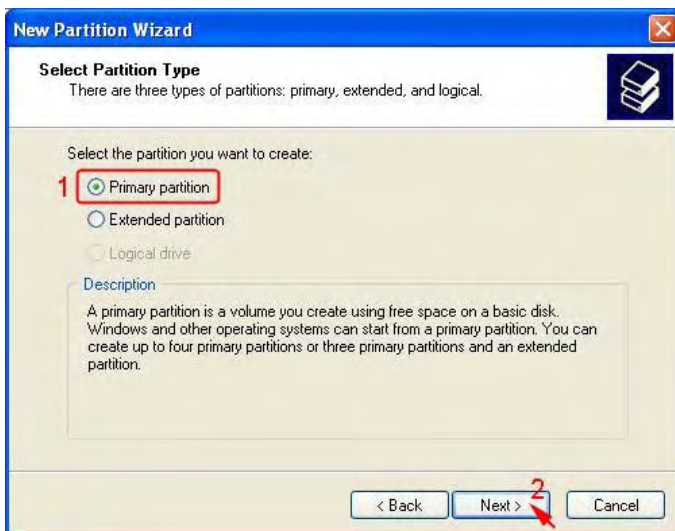 New Partition Wizard
Select Partition Type
There are three types of partitions: primary, extended, and logical.
Select the partition you want to create:
1 Primary partition
Extended partition
Logical drive
Description
A primary partition is a volume you create using free space on a basic disk.
Windows and other operating systems can start from a primary partition. You can
create up to four primary partitions or three primary partitions and an extended
partition.
< Back Next > 2 Cancel